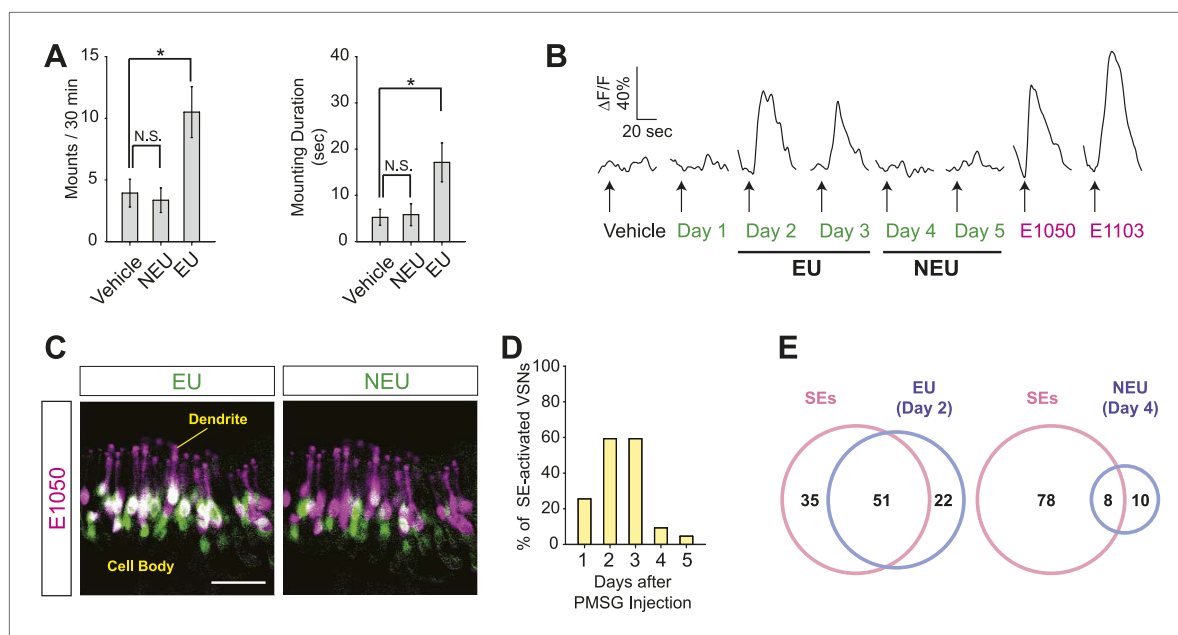 A
15
10
5
0
Mounts / 30 min
*
N.S.
Vehicle
NEU
EU
40
30
20
10
0
Mounting Duration
(sec)
*
N.S.
Vehicle
NEU
EU
B
ΔF/F
40%
20 sec
Vehicle Day 1 Day 2 Day 3 Day 4 Day 5 E1050 E1103
EU NEU
C
EU NEU
E1050
Dendrite
Cell Body
D
100
80
60
40
20
0
% of SE-activated VSNs
1 2 3 4 5
Days after
PMSG Injection
E
SEs
EU
(Day 2)
35 51 22
SEs
NEU
(Day 4)
78 8 10